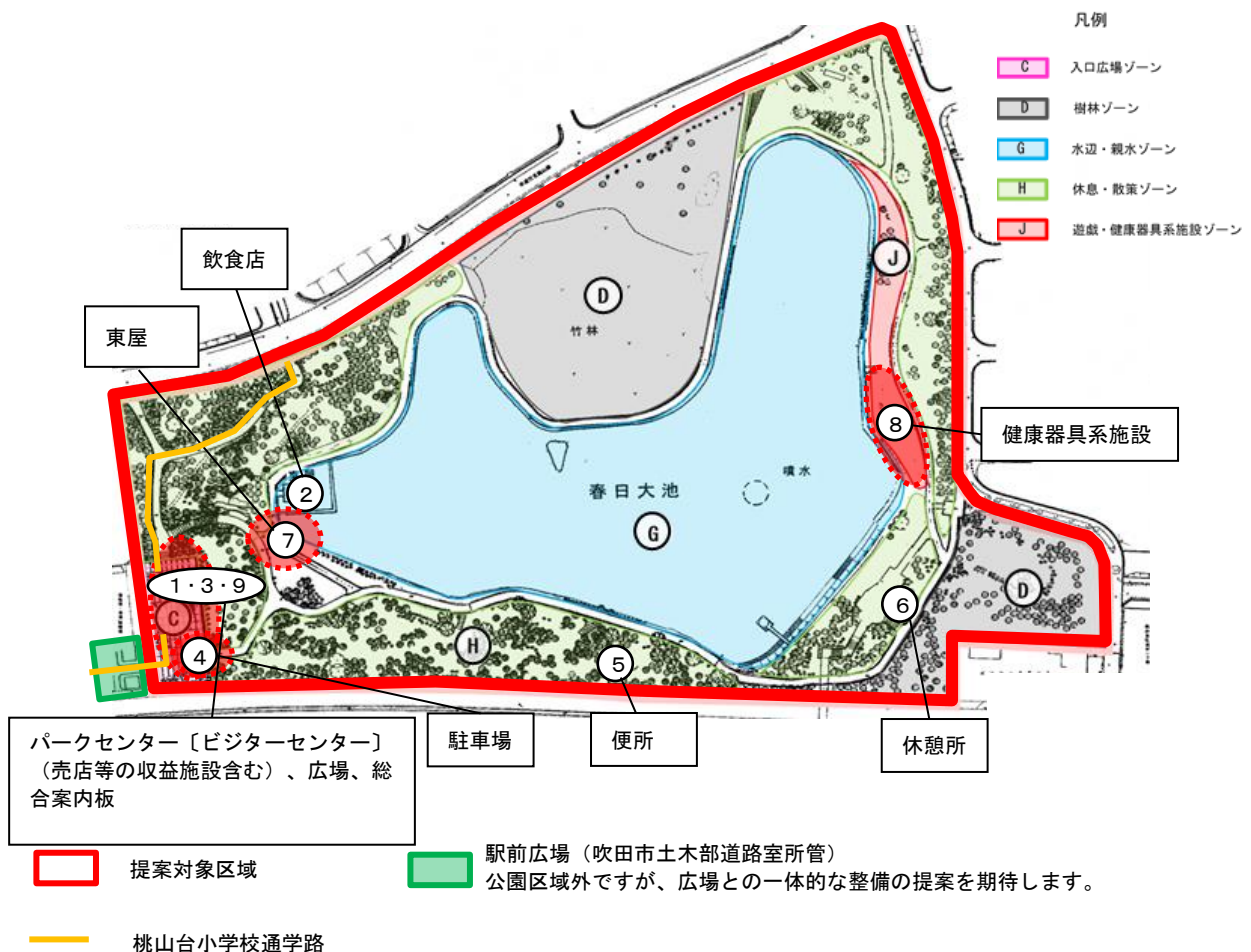 凡例
C 入口広場ゾーン
D 樹林ゾーン
G 水辺・親水ゾーン
H 休息・散策ゾーン
J 遊戯・健康器具系施設ゾーン
飲食店
東屋
J
D
竹林
8
健康器具系施設
噴水
春日大池
2
G
7
1・3・9
D
C
6
H
4
5
パークセンター〔ビジターセンター〕
（売店等の収益施設含む）、広場、総
合案内板
駐車場
便所
休憩所
提案対象区域
駅前広場（吹田市土木部道路室所管）
公園区域外ですが、広場との一体的な整備の提案を期待します。
桃山台小学校通学路